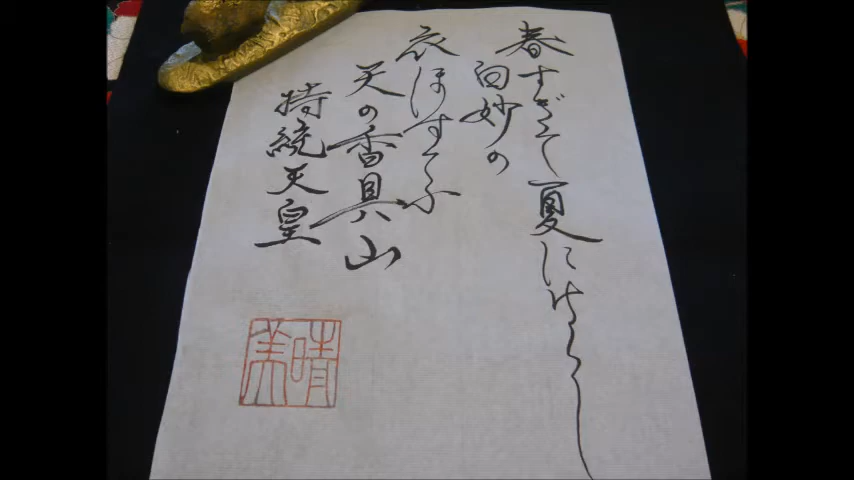 春すぎて夏にけらし
白妙の
衣ほすてふ
天の香具山
持統天皇
晴美